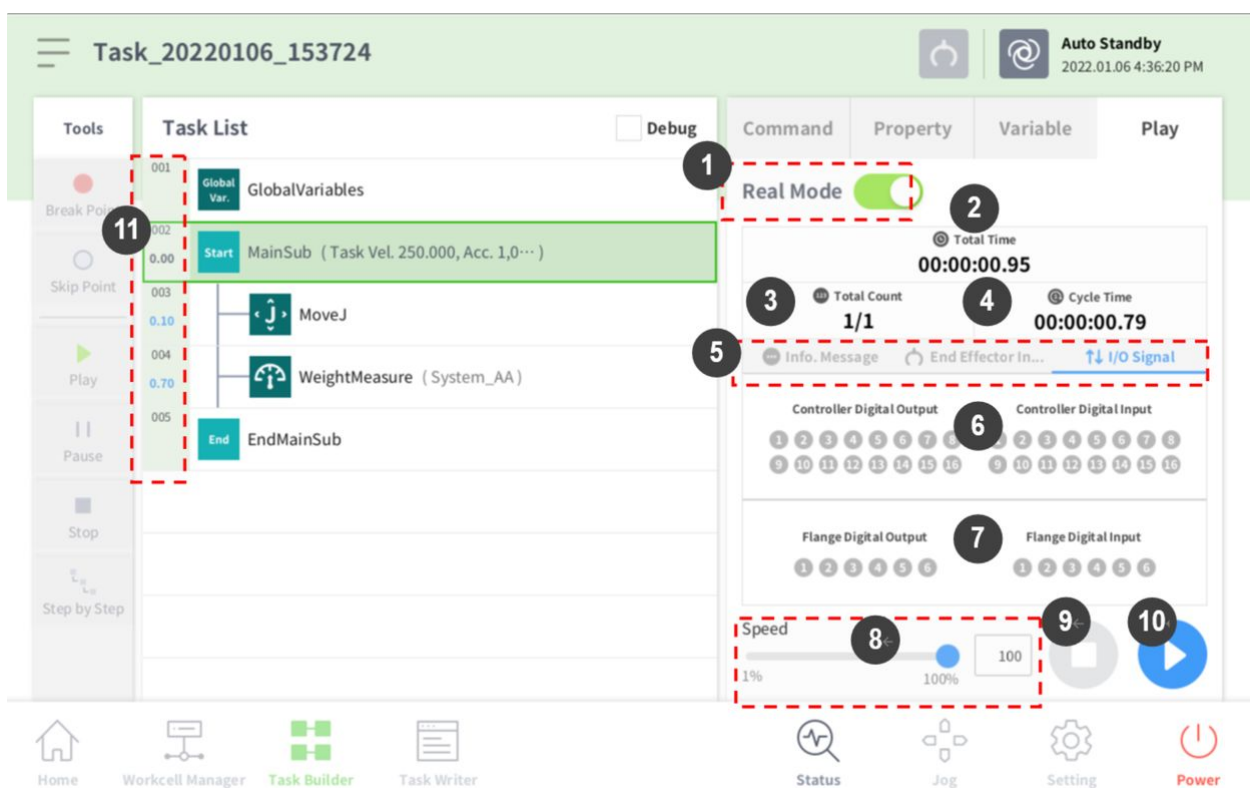 Task_20220106_153724
Auto Standby
2022.01.06 4:36:20 PM
Tools
Break Point
Skip Point
Play
Pause
Stop
Step by Step
Task List
Debug
11
001
Global Var.
GlobalVariables
002
0.00
Start
MainSub ( Task Vel. 250.000, Acc. 1,0··· )
003
0.10
J
MoveJ
004
0.70
WeightMeasure ( System_AA )
005
End
EndMainSub
Command
Property
Variable
Play
1
Real Mode
2
Total Time
00:00:00.95
3
Total Count
1/1
4
Cycle Time
00:00:00.79
5
Info. Message
End Effector In...
I/O Signal
Controller Digital Output
6
Controller Digital Input
1 2 3 4 5 6 7 8
2 3 4 5 6 7 8
9 10 11 12 13 14 15 16
9 10 11 12 13 14 15 16
Flange Digital Output
7
Flange Digital Input
1 2 3 4 5 6
1 2 3 4 5 6
Speed
8
1%
100%
100
9
10
Home
Workcell Manager
Task Builder
Task Writer
Status
Jog
Setting
Power